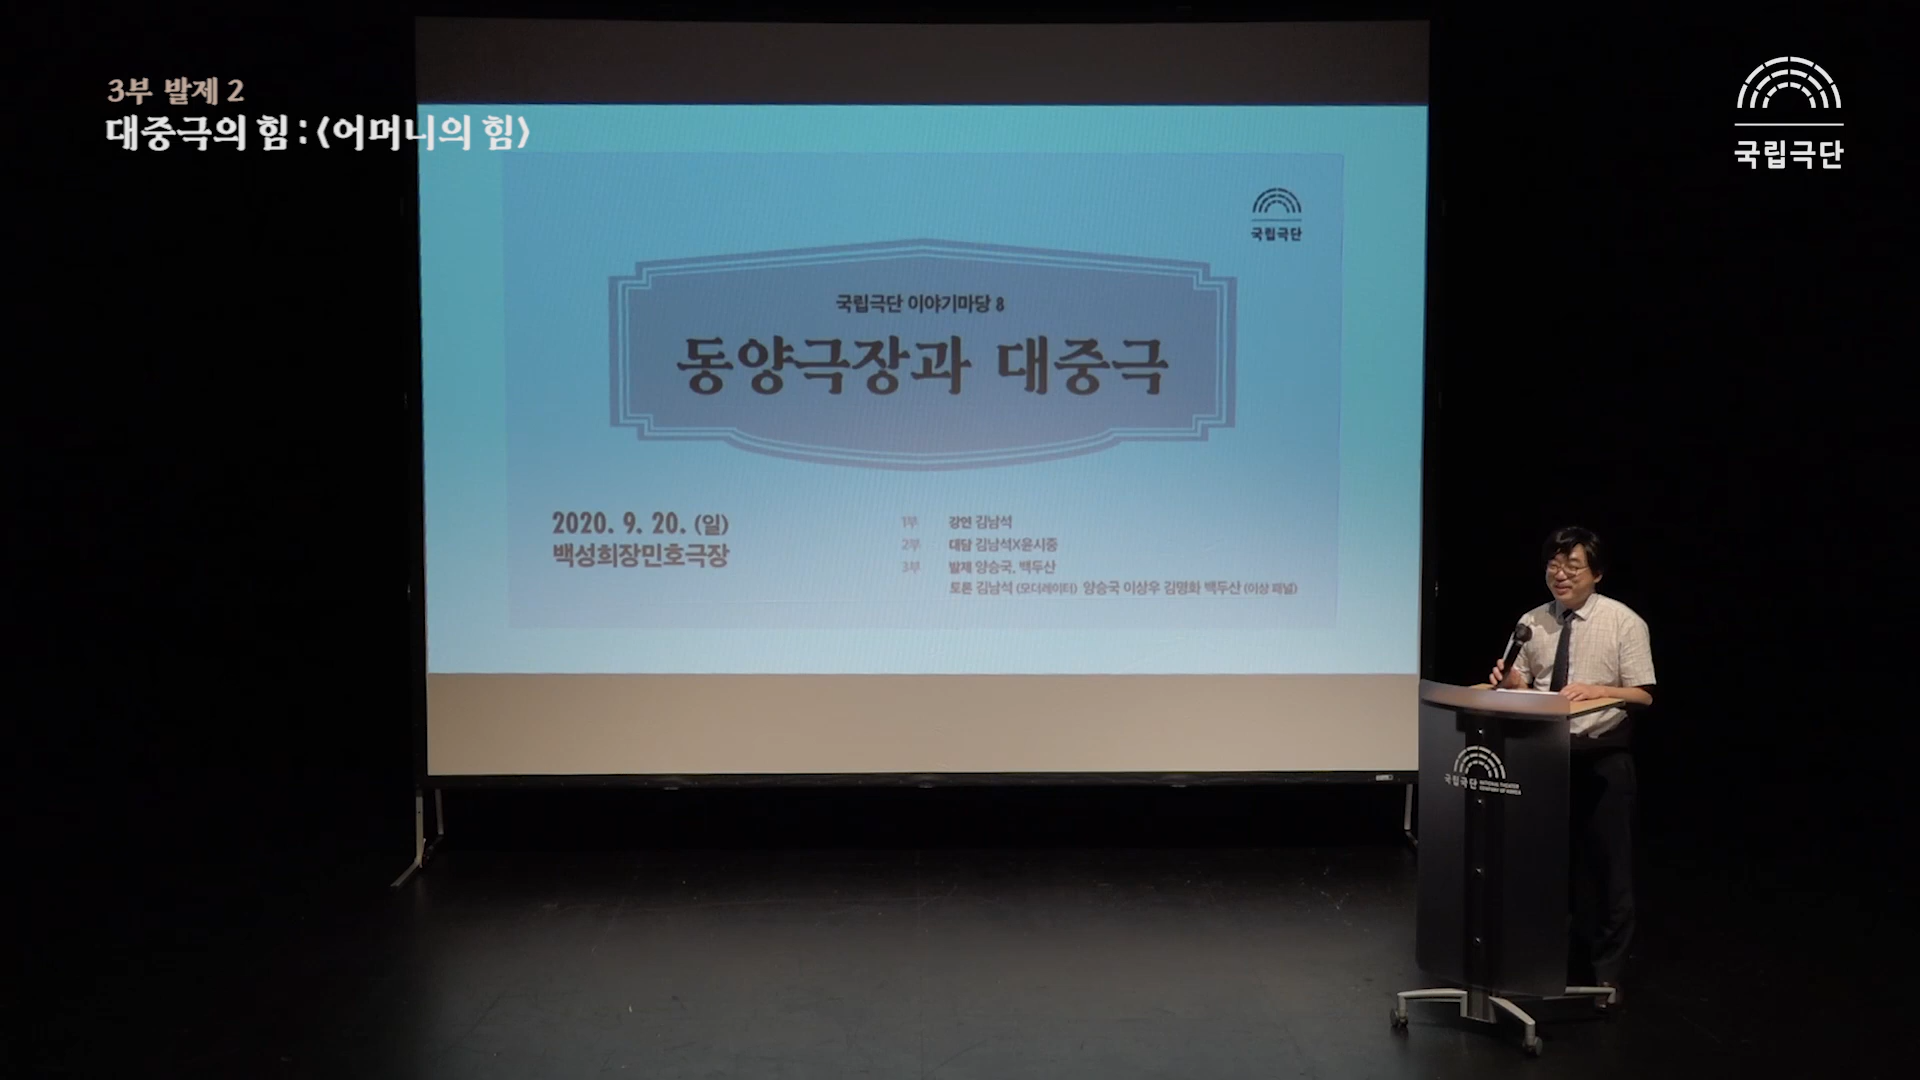 3부 발제 2
대중극의 힘 : 〈어머니의 힘〉
국립극단
국립극단
국립극단 이야기마당 8
동양극장과 대중극
2020. 9. 20. (일)
백성희장민호극장
1부 강연 김남석
2부 대담 김남석X윤시중
3부 발제 양승국, 백두산
토론 김남석 (모더레이터) 양승국 이상우 김명화 백두산 (이상 패널)
국립극단 NATIONAL THEATER
COMPANY OF KOREA